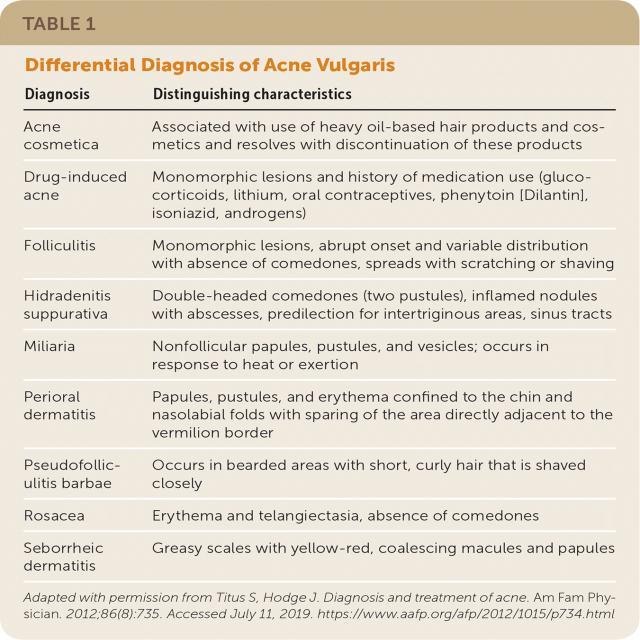 TABLE 1
Differential Diagnosis of Acne Vulgaris
Diagnosis Distinguishing characteristics
Acne Associated with use of heavy oil-based hair products and cos-
cosmetica metics and resolves with discontinuation of these products
Drug-induced Monomorphic lesions and history of medication use (gluco-
acne corticoids, lithium, oral contraceptives, phenytoin [Dilantin],
isoniazid, androgens)
Folliculitis Monomorphic lesions, abrupt onset and variable distribution
with absence of comedones, spreads with scratching or shaving
Hidradenitis Double-headed comedones (two pustules), inflamed nodules
suppurativa with abscesses, predilection for intertriginous areas, sinus tracts
Miliaria Nonfollicular papules, pustules, and vesicles; occurs in
response to heat or exertion
Perioral Papules, pustules, and erythema confined to the chin and
dermatitis nasolabial folds with sparing of the area directly adjacent to the
vermilion border
Pseudofollic- Occurs in bearded areas with short, curly hair that is shaved
ulitis barbae closely
Rosacea Erythema and telangiectasia, absence of comedones
Seborrheic Greasy scales with yellow-red, coalescing macules and papules
dermatitis
Adapted with permission from Titus S, Hodge J. Diagnosis and treatment of acne. Am Fam Phy-
sician. 2012;86(8):735. Accessed July 11, 2019. https://www.aafp.org/afp/2012/1015/p734.html